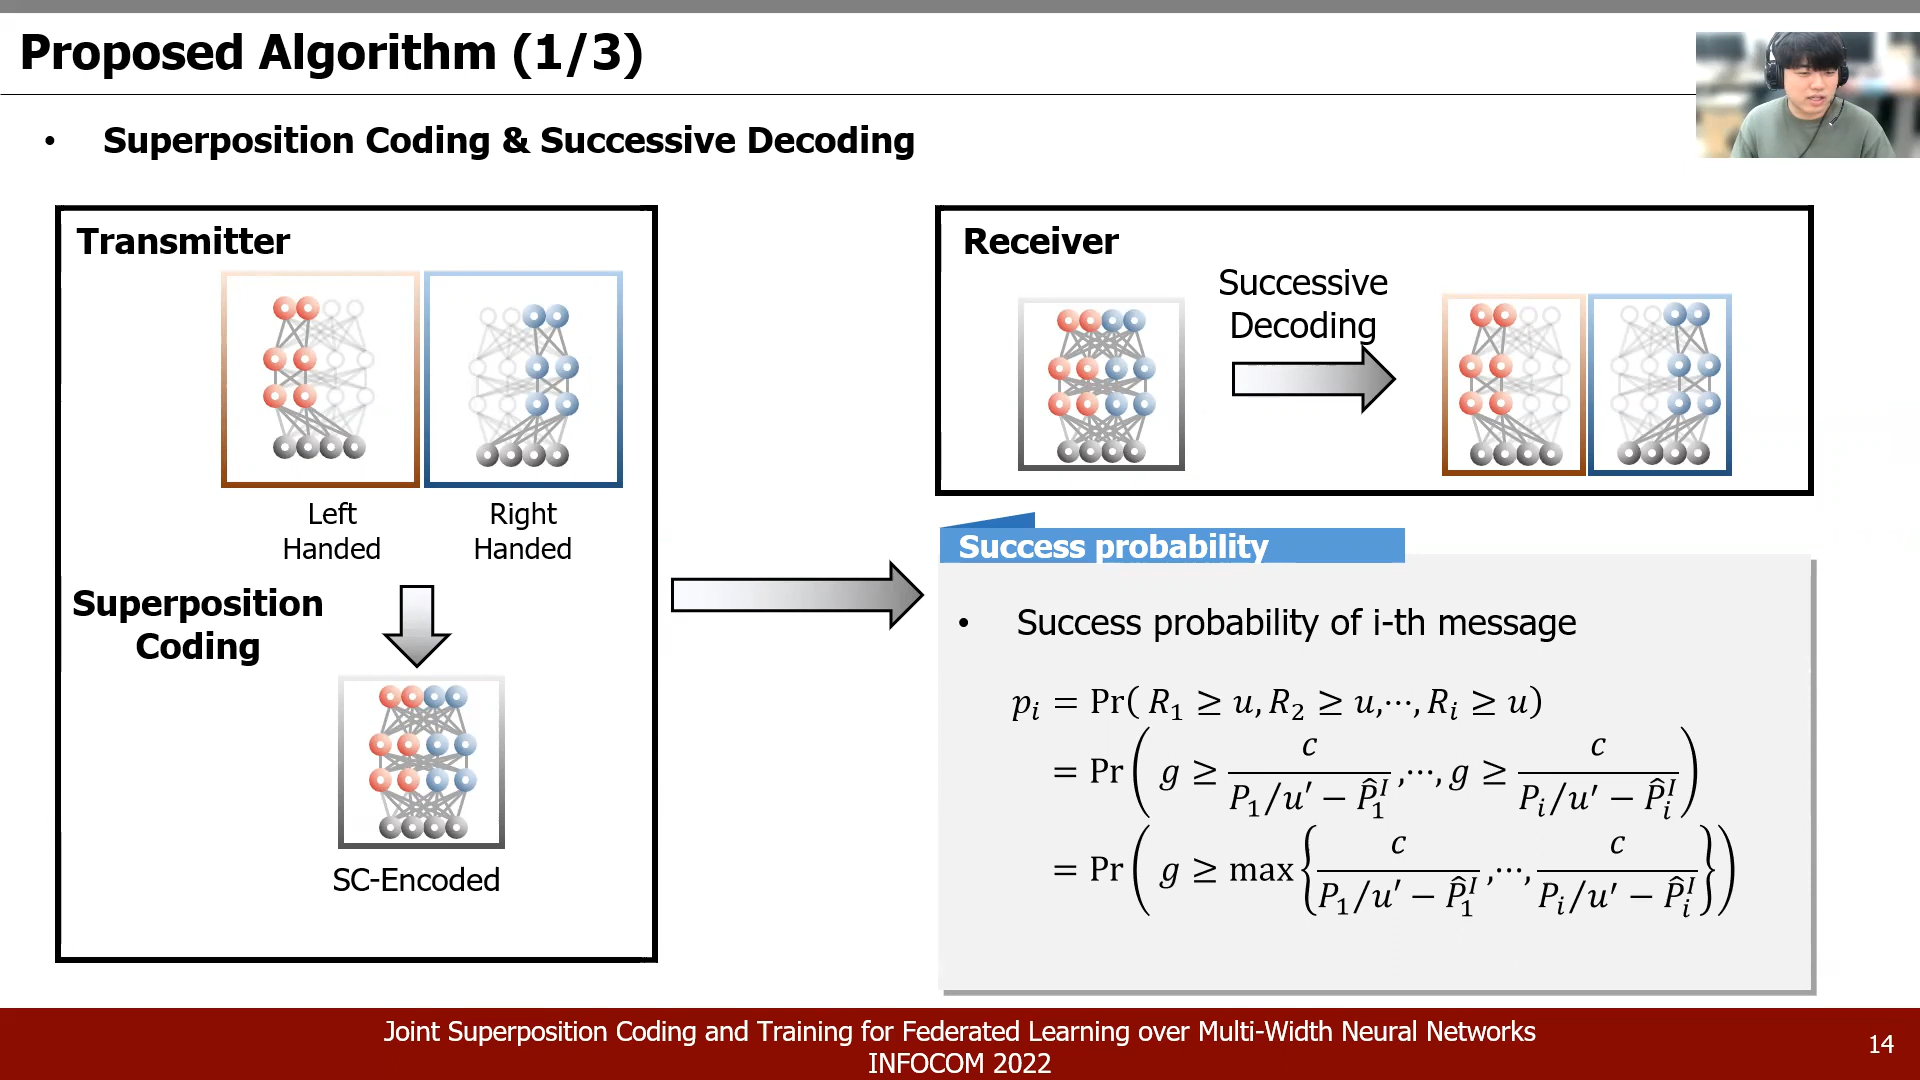 Proposed Algorithm (1/3)
• Superposition Coding & Successive Decoding
Transmitter
Left
Handed
Right
Handed
Superposition
Coding
SC-Encoded
Receiver
Successive
Decoding
Success probability
• Success probability of i-th message
p_i = Pr( R_1 ≥ u, R_2 ≥ u,⋯, R_i ≥ u)
= Pr( g ≥ c/(P_1/u′ − P̂_1^I) ,⋯, g ≥ c/(P_i/u′ − P̂_i^I) )
= Pr( g ≥ max{ c/(P_1/u′ − P̂_1^I) ,⋯, c/(P_i/u′ − P̂_i^I) } )
Joint Superposition Coding and Training for Federated Learning over Multi-Width Neural Networks
INFOCOM 2022
14